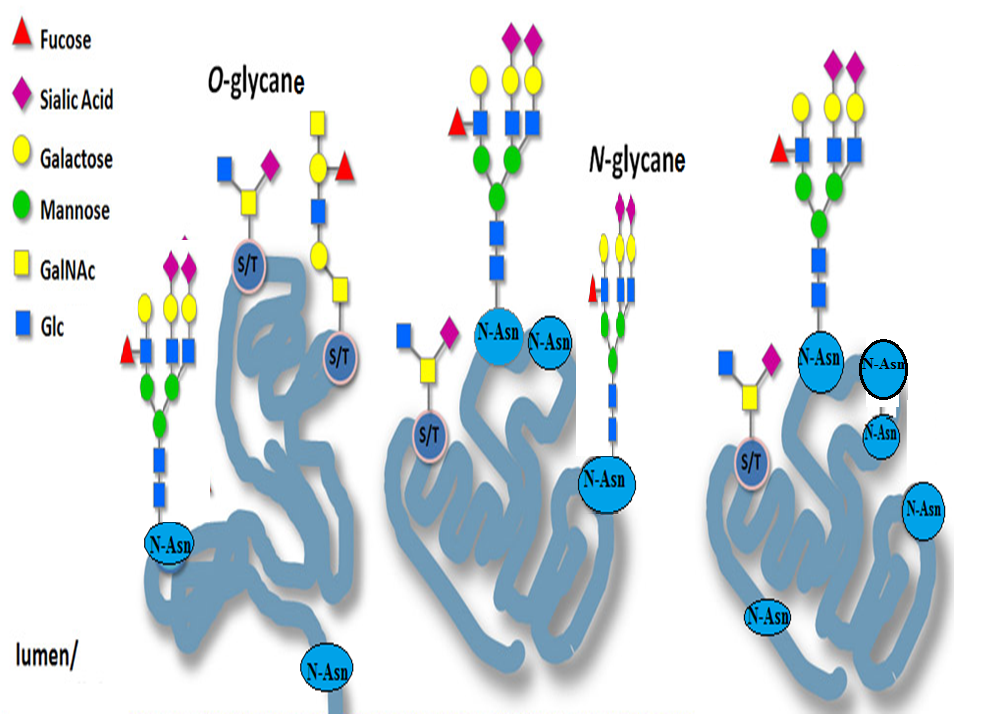 Fucose
Sialic Acid
Galactose
Mannose
GalNAc
Glc
O-glycane
S/T
S/T
N-Asn
N-Asn
lumen/
N-glycane
N-Asn
N-Asn
S/T
N-Asn
N-Asn
N-Asn
N-Asn
S/T
N-Asn
N-Asn